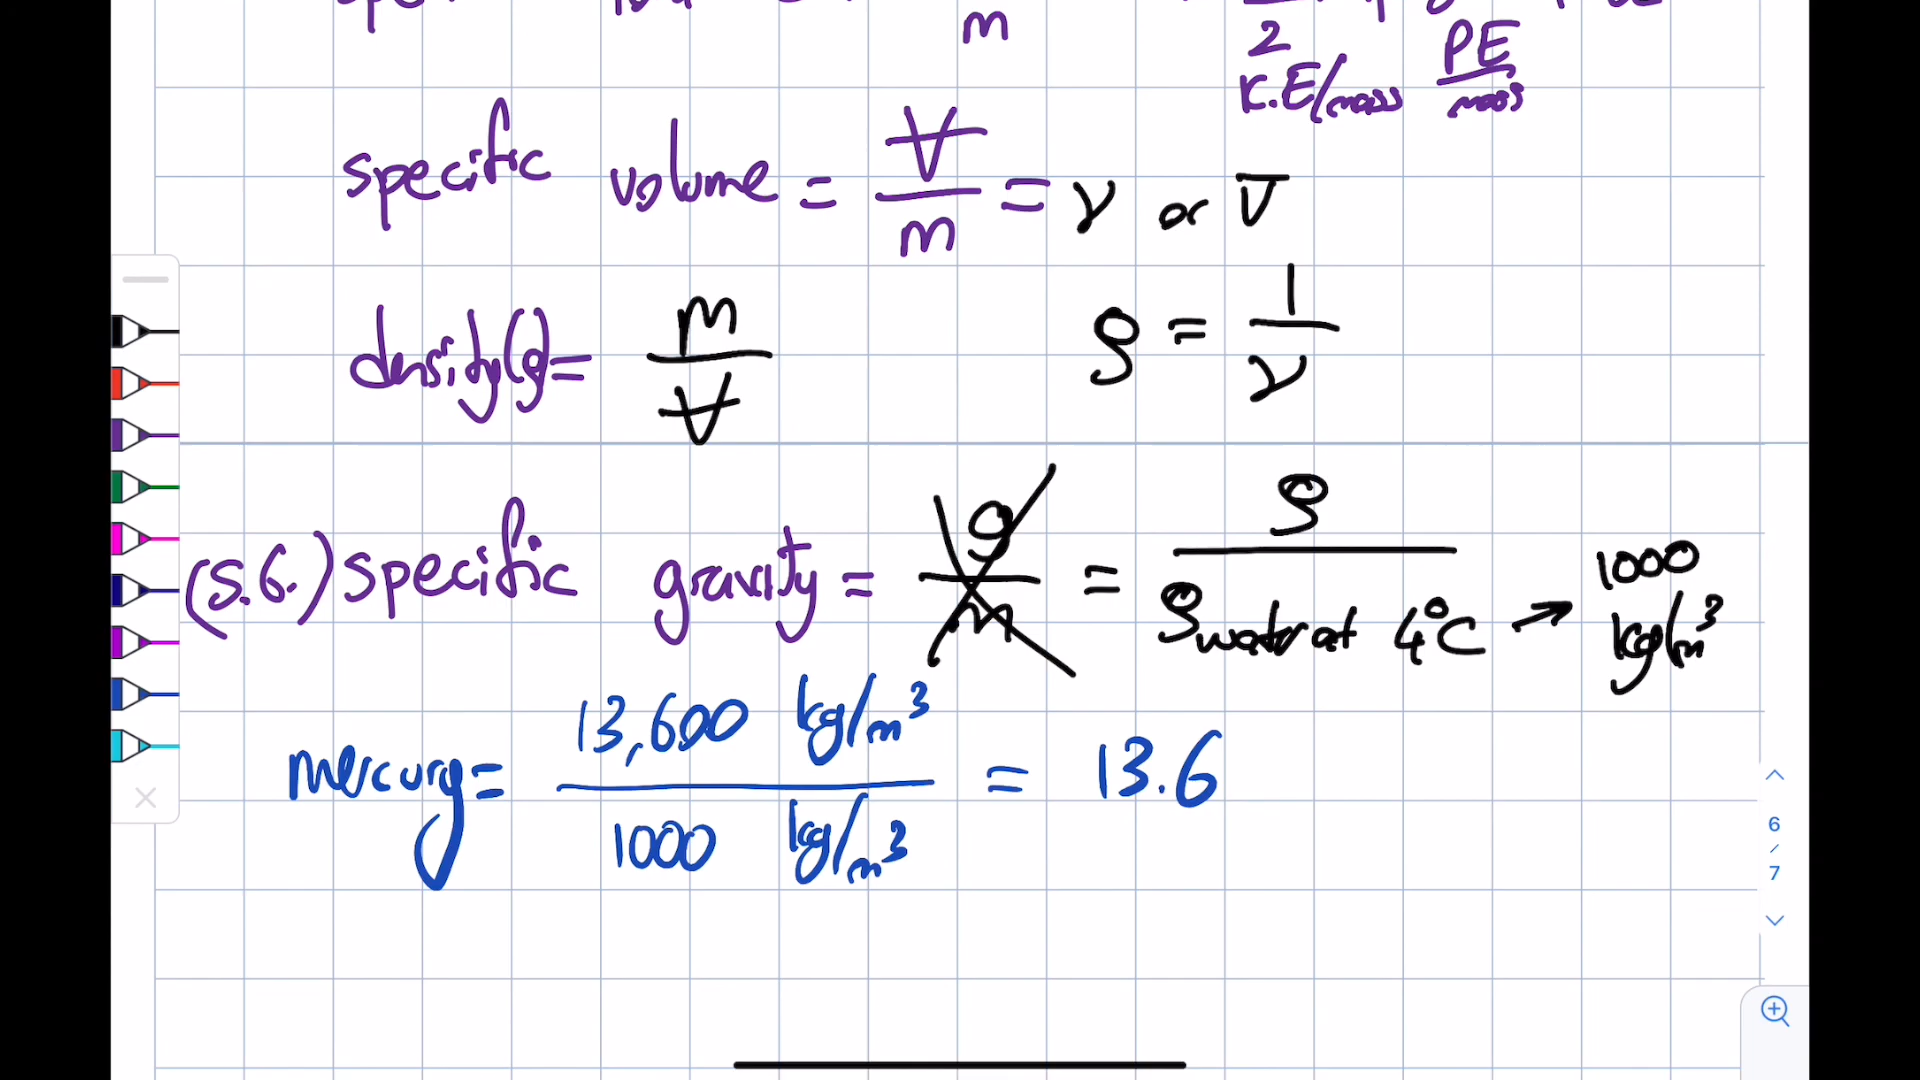 m
2
K.E/mass PE/mass
specific volume = V/m = ν or V̅
density(ρ) = m/V ρ = 1/ν
(S.G.) specific gravity = g/m = ρ/ρwater at 4°C → 1000 kg/m³
mercury = 13,600 kg/m³ / 1000 kg/m³ = 13.6
6
/
7